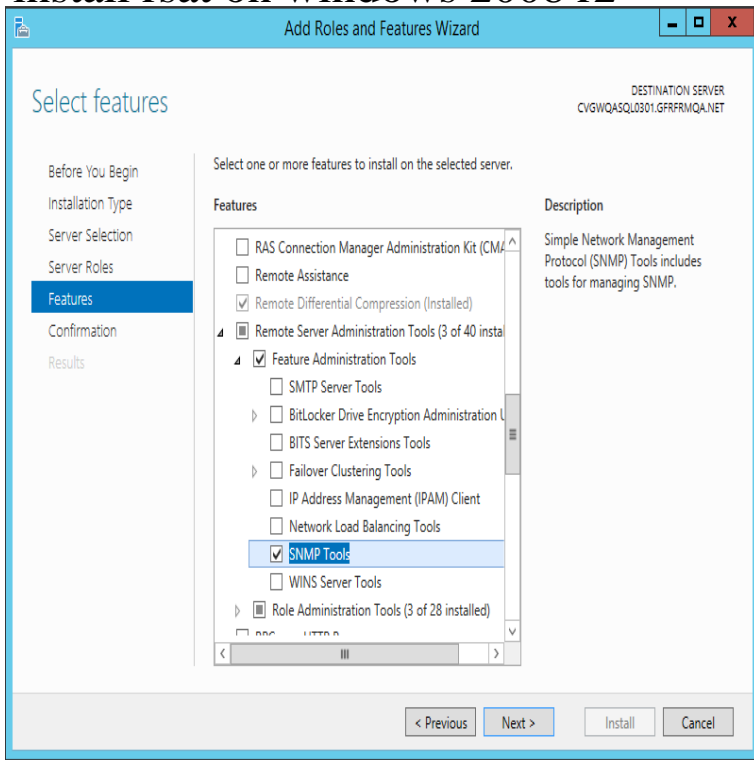 Add Roles and Features Wizard
Select features
DESTINATION SERVER
CVGWQASQL0301.GFRFRMQA.NET
Before You Begin
Installation Type
Server Selection
Server Roles
Features
Confirmation
Results
Select one or more features to install on the selected server.
Features
RAS Connection Manager Administration Kit (CMA
Remote Assistance
Remote Differential Compression (Installed)
Remote Server Administration Tools (3 of 40 instal
Feature Administration Tools
SMTP Server Tools
BitLocker Drive Encryption Administration U
BITS Server Extensions Tools
Failover Clustering Tools
IP Address Management (IPAM) Client
Network Load Balancing Tools
SNMP Tools
WINS Server Tools
Role Administration Tools (3 of 28 installed)
Description
Simple Network Management
Protocol (SNMP) Tools includes
tools for managing SNMP.
< Previous
Next >
Install
Cancel